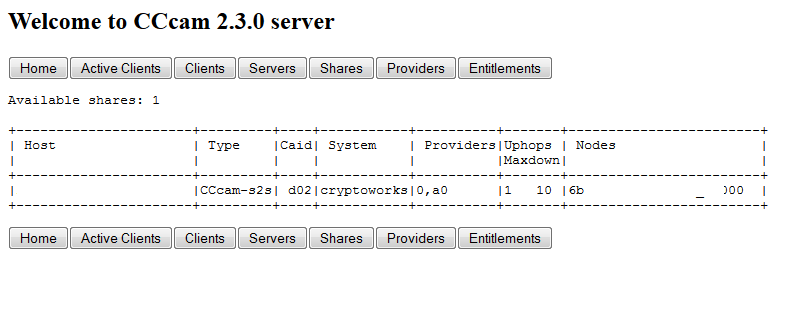 Welcome to CCcam 2.3.0 server
Home Active Clients Clients Servers Shares Providers Entitlements
Available shares: 1
+----------------------+---------+----+-----------+----------+-------+------------------------+
| Host | Type |Caid| System | Providers|Uphops | Nodes |
| | | | | |Maxdown| |
+----------------------+---------+----+-----------+----------+-------+------------------------+
| |CCcam-s2s| d02|cryptoworks|0,a0 |1 10 |6b _ 000 |
+----------------------+---------+----+-----------+----------+-------+------------------------+
Home Active Clients Clients Servers Shares Providers Entitlements